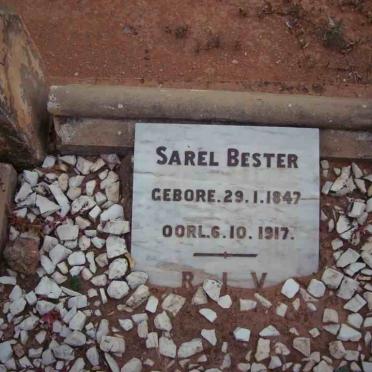 SAREL BESTER
GEBORE.29.1.1847
OORL.6.10.1917.
R I V